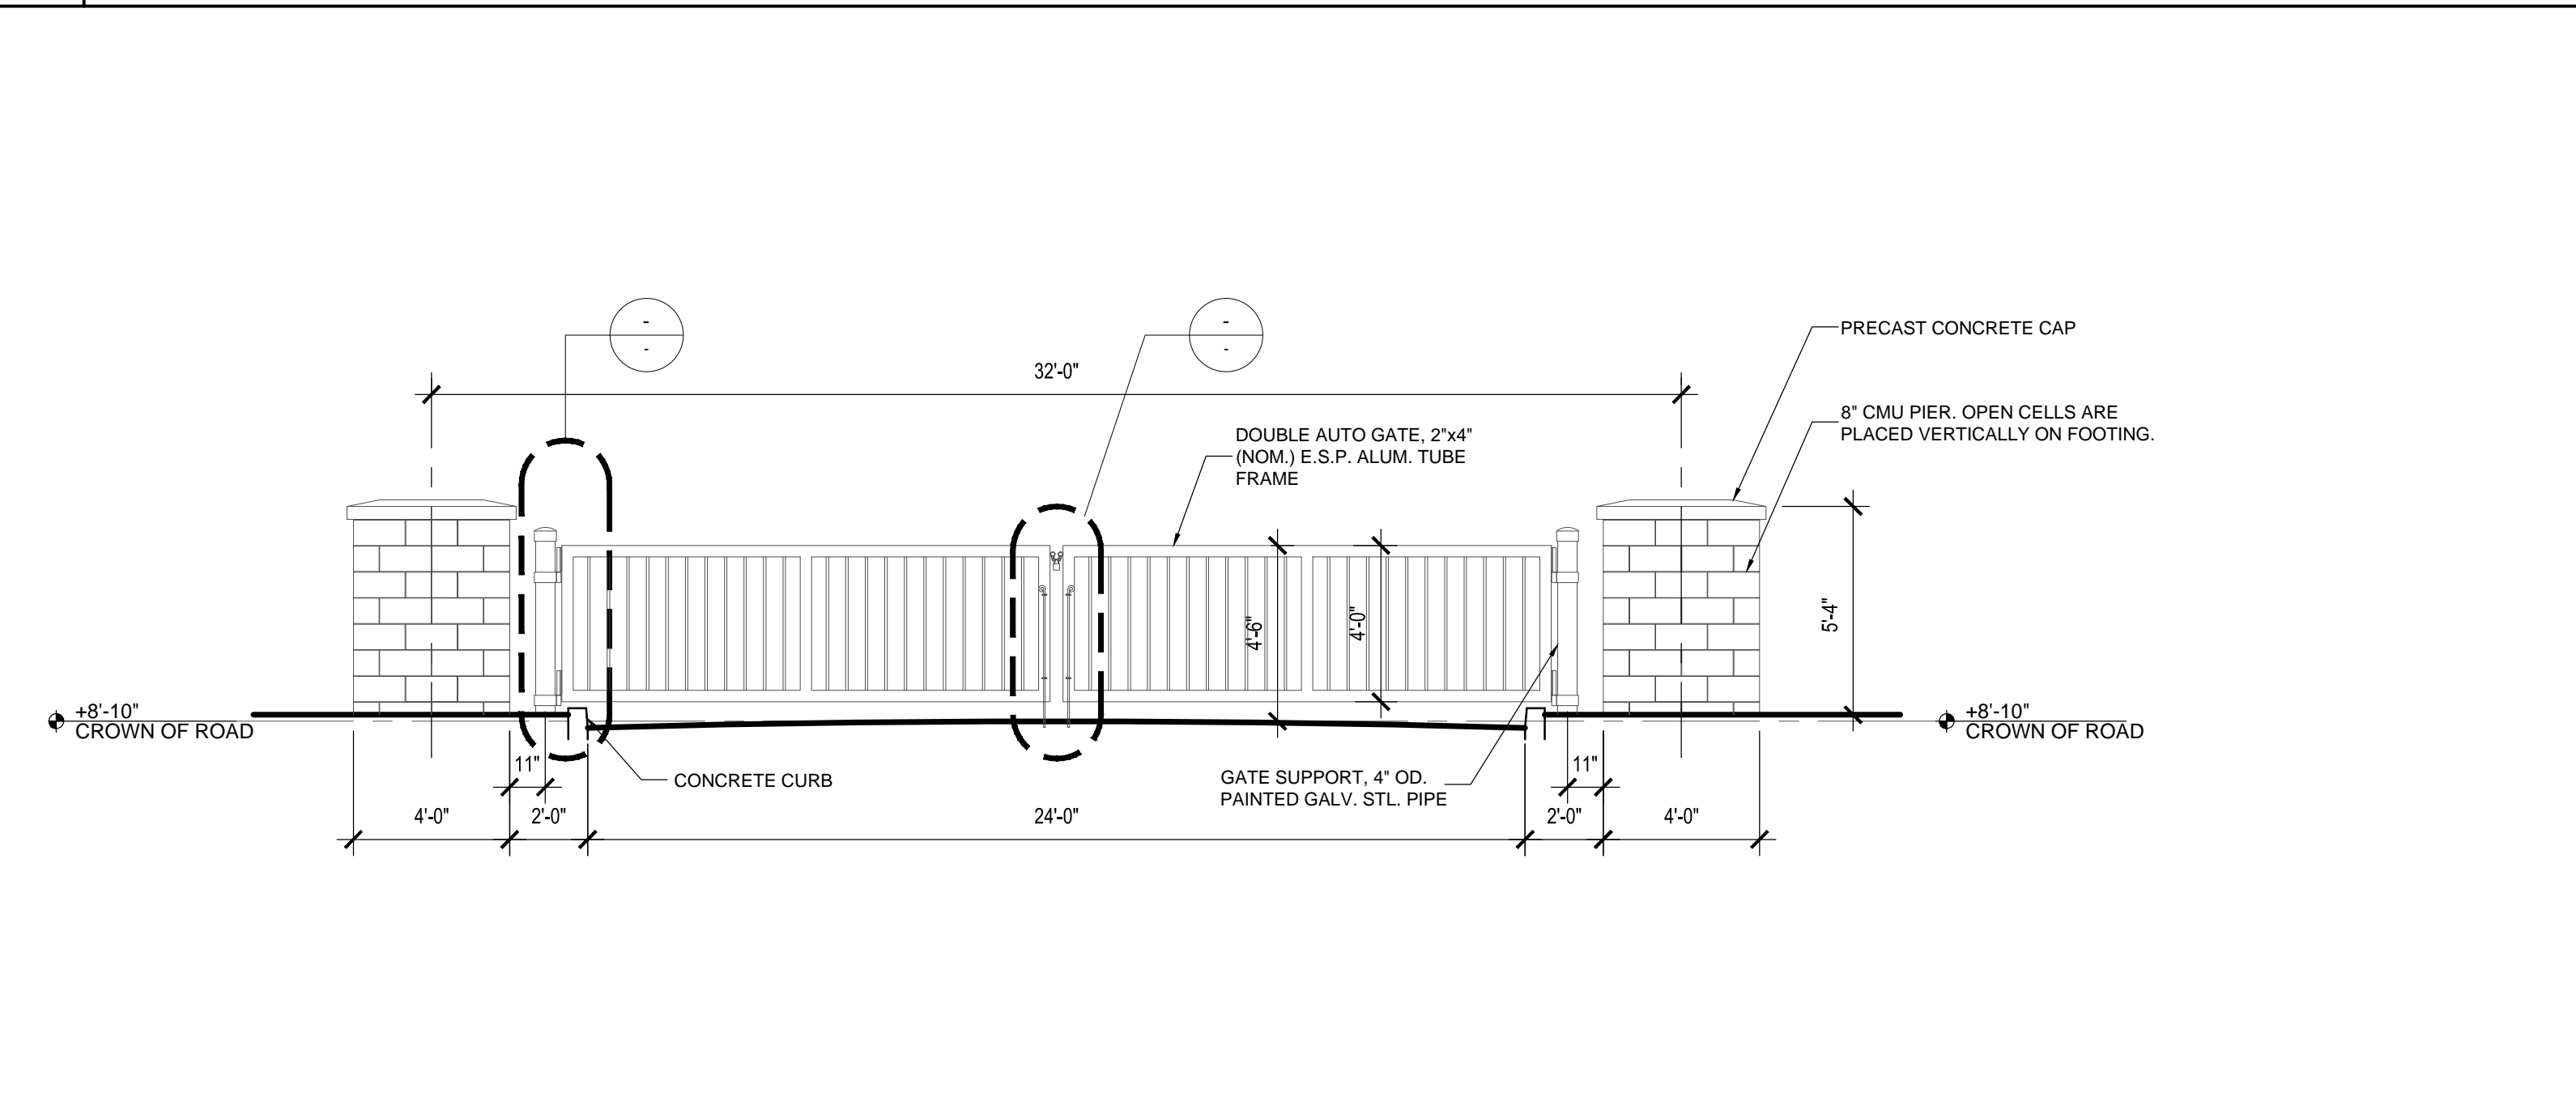 -
-
-
-
32'-0"
PRECAST CONCRETE CAP
8" CMU PIER. OPEN CELLS ARE
PLACED VERTICALLY ON FOOTING.
DOUBLE AUTO GATE, 2"x4"
(NOM.) E.S.P. ALUM. TUBE
FRAME
4'-6"
4'-0"
5'-4"
+8'-10"
CROWN OF ROAD
+8'-10"
CROWN OF ROAD
11"
CONCRETE CURB
GATE SUPPORT, 4" OD.
PAINTED GALV. STL. PIPE
11"
4'-0"
2'-0"
24'-0"
2'-0"
4'-0"